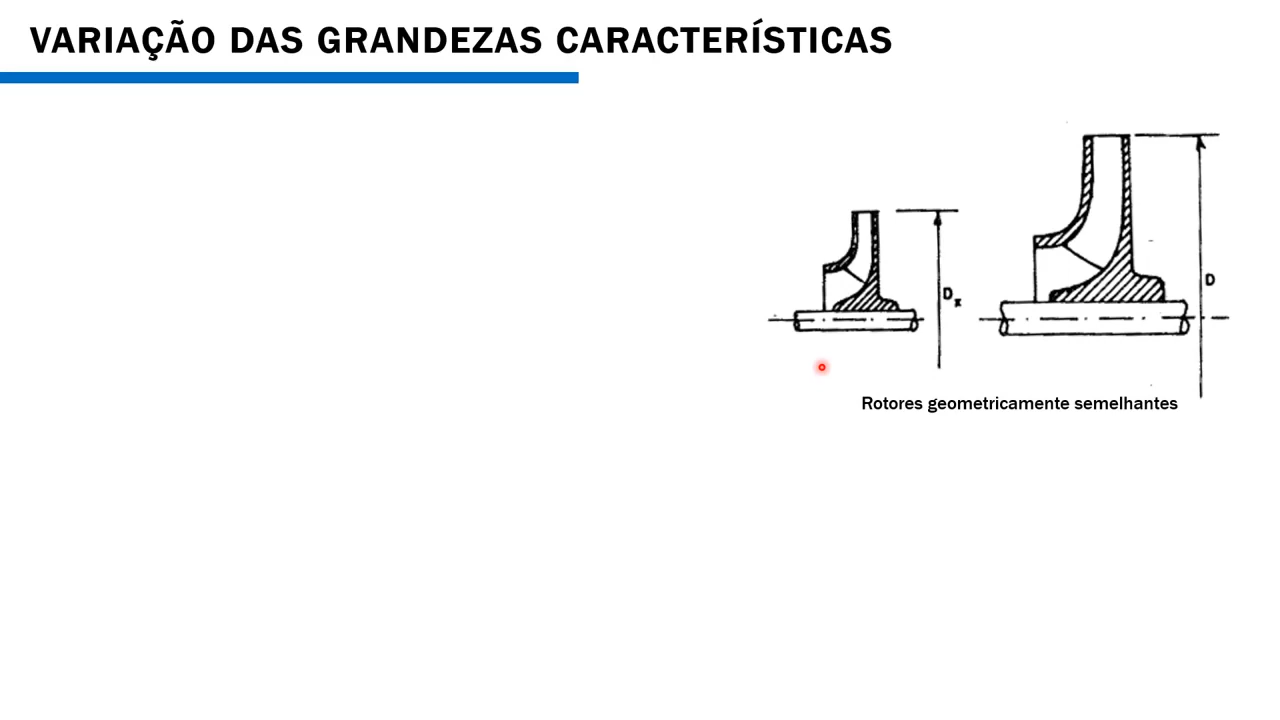 VARIAÇÃO DAS GRANDEZAS CARACTERÍSTICAS
Dx
D
Rotores geometricamente semelhantes